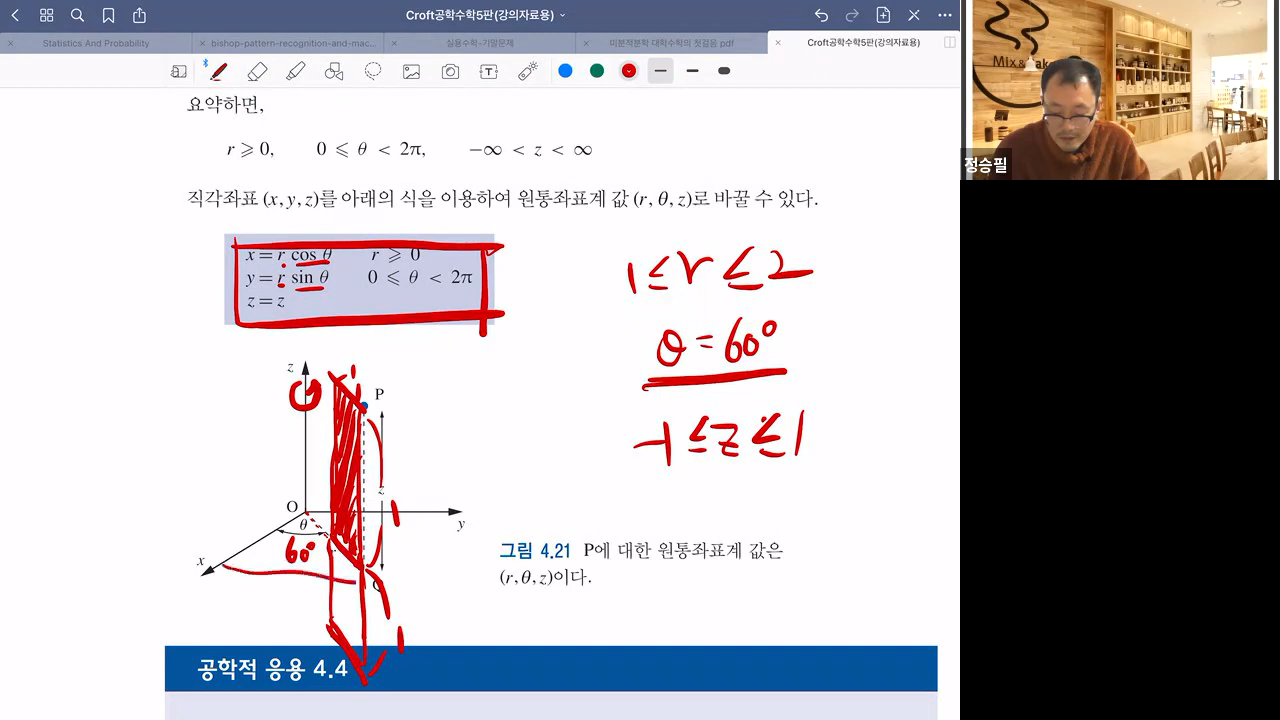 Croft공학수학5판(강의자료용)
Statistics And Probability
bishop-pattern-recognition-and-mac...
실용수학-기말문제
미분적분학 대학수학의 첫걸음.pdf
Croft공학수학5판(강의자료용)
요약하면,
r ⩾ 0, 0 ⩽ θ < 2π, −∞ < z < ∞
직각좌표 (x, y, z)를 아래의 식을 이용하여 원통좌표계 값 (r, θ, z)로 바꿀 수 있다.
x = r cos θ r ⩾ 0
y = r sin θ 0 ⩽ θ < 2π
z = z
1 ≤ r ≤ 2
θ = 60°
-1 ≤ z ≤ 1
z
1
P
z
O
1
y
θ
60°
x
1
그림 4.21 P에 대한 원통좌표계 값은
(r, θ, z)이다.
공학적 응용 4.4
정승필